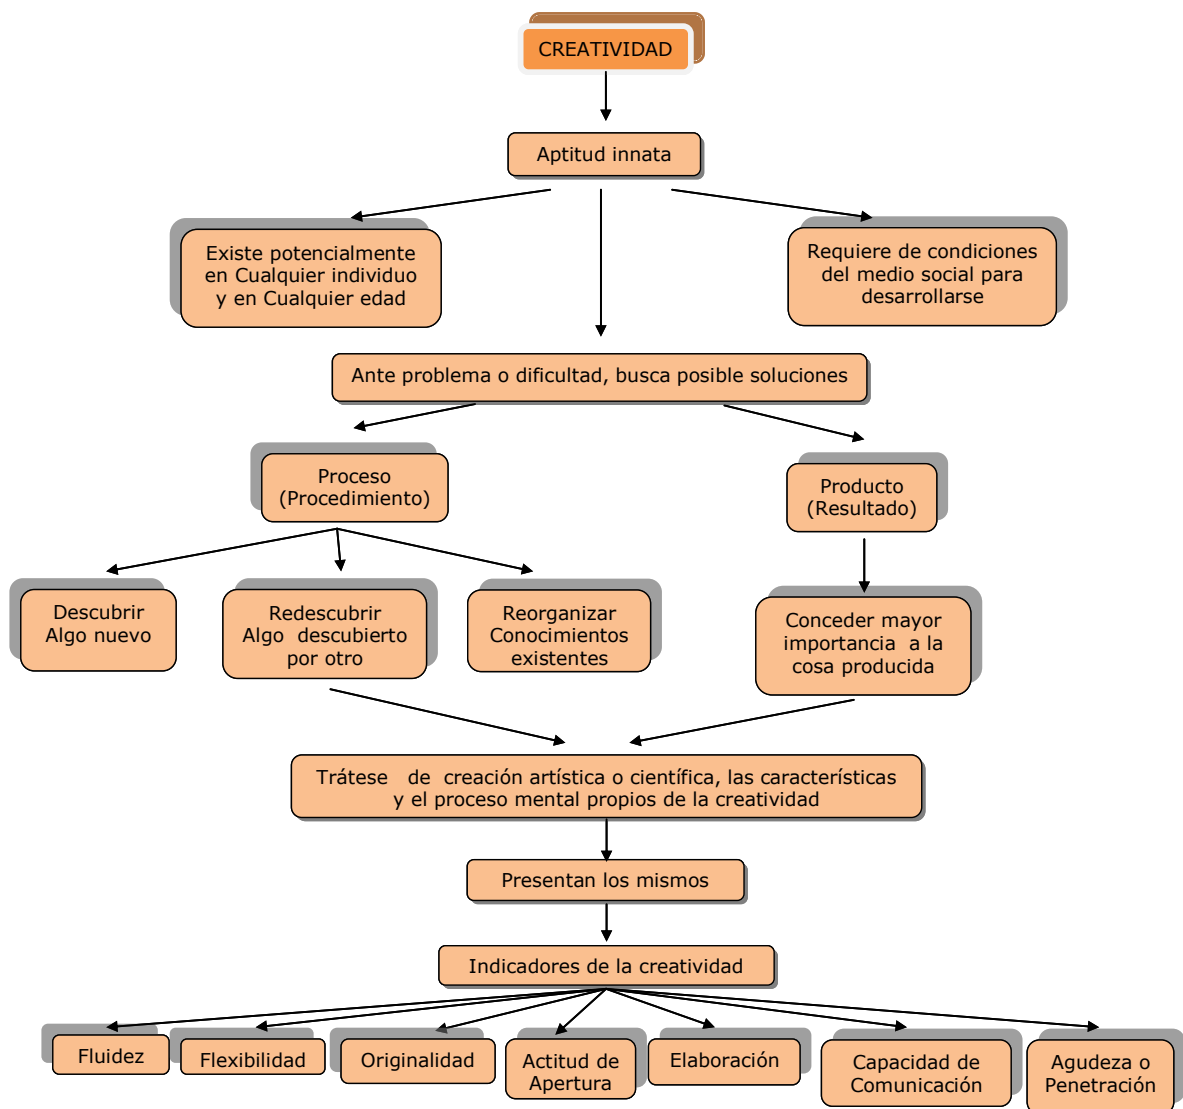 CREATIVIDAD
Aptitud innata
Existe potencialmente
en Cualquier individuo
y en Cualquier edad
Requiere de condiciones
del medio social para
desarrollarse
Ante problema o dificultad, busca posible soluciones
Proceso
(Procedimiento)
Producto
(Resultado)
Descubrir
Algo nuevo
Redescubrir
Algo descubierto
por otro
Reorganizar
Conocimientos
existentes
Conceder mayor
importancia a la
cosa producida
Trátese de creación artística o científica, las características
y el proceso mental propios de la creatividad
Presentan los mismos
Indicadores de la creatividad
Fluidez
Flexibilidad
Originalidad
Actitud de
Apertura
Elaboración
Capacidad de
Comunicación
Agudeza o
Penetración